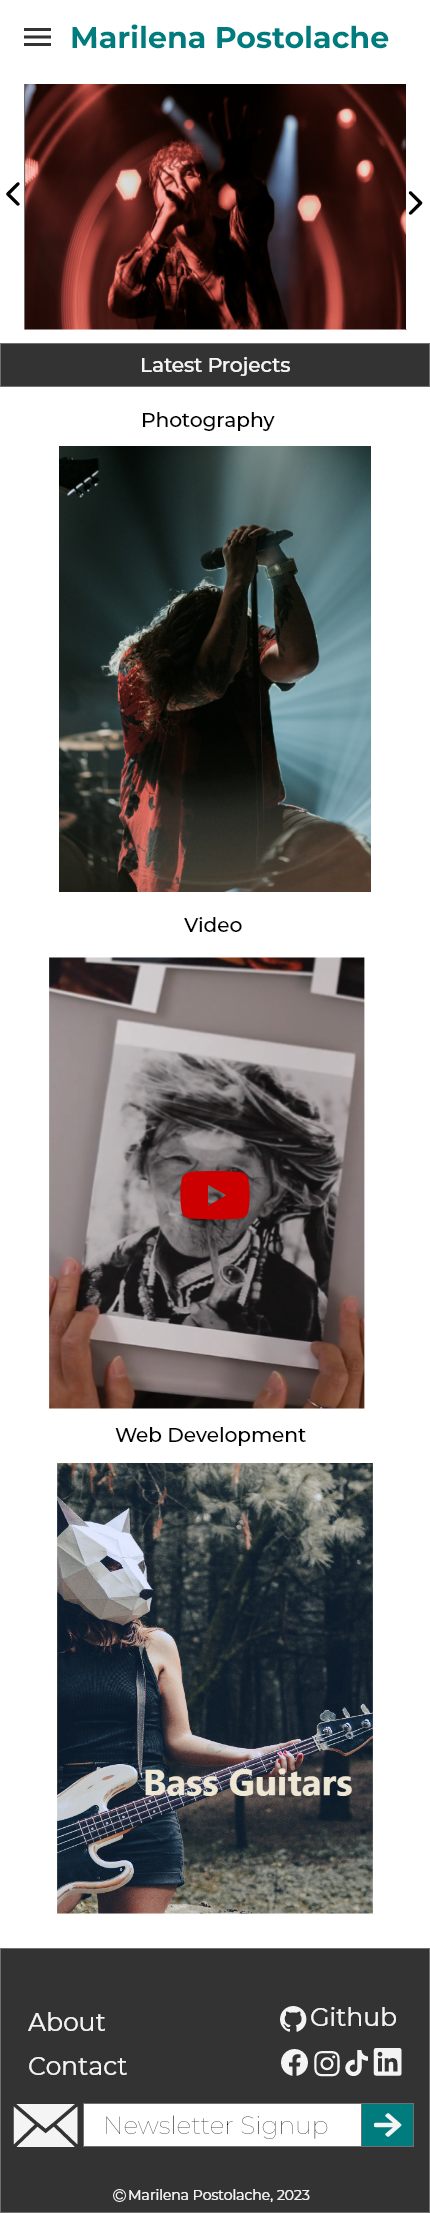 Marilena Postolache
Latest Projects
Photography
Video
Web Development
Bass Guitars
About
Github
Contact
Newsletter Signup
©Marilena Postolache, 2023